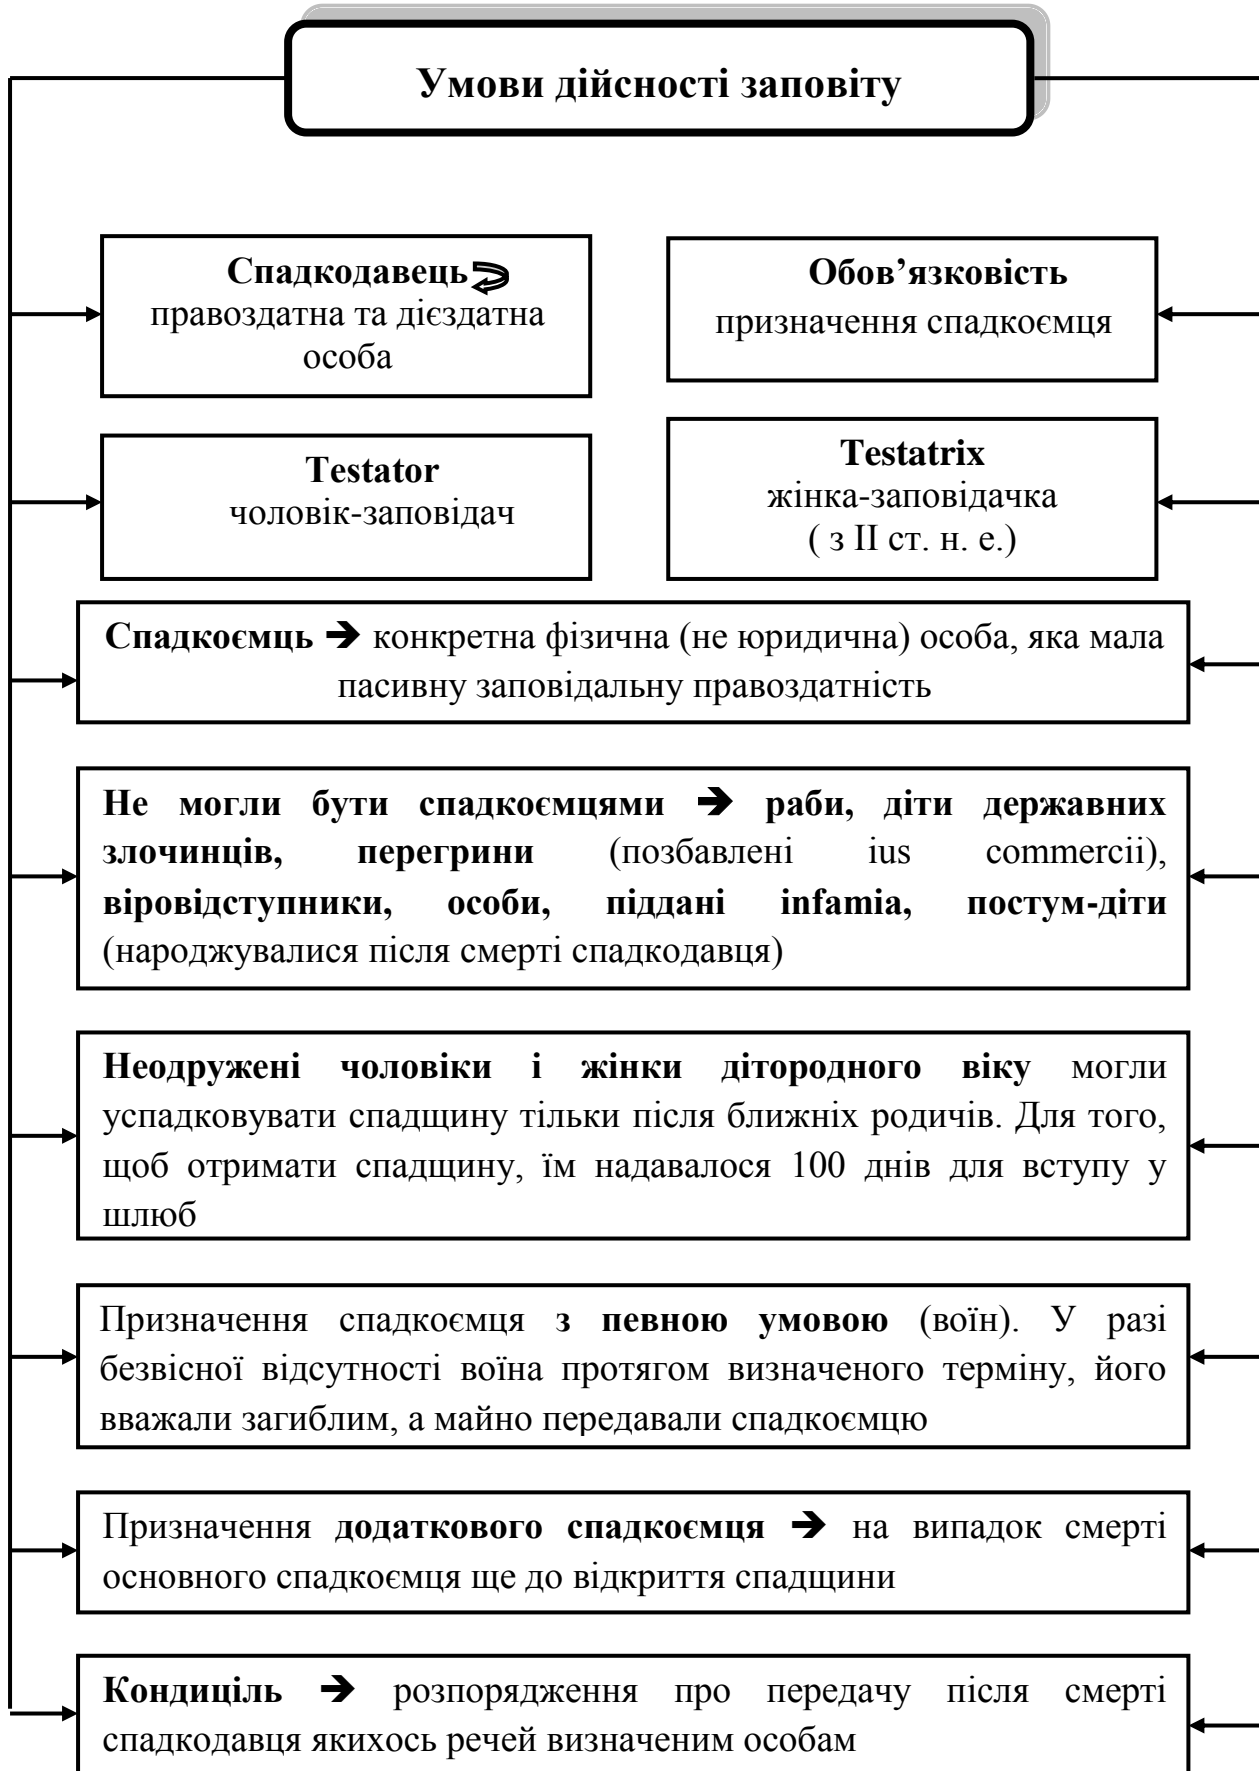 Умови дійсності заповіту
Спадкодавець
правоздатна та дієздатна
особа
Обов’язковість
призначення спадкоємця
Testator
чоловік-заповідач
Testatrix
жінка-заповідачка
( з ІІ ст. н. е.)
Спадкоємць ➔ конкретна фізична (не юридична) особа, яка мала
пасивну заповідальну правоздатність
Не могли бути спадкоємцями ➔ раби, діти державних
злочинців, перегрини (позбавлені ius commercii),
віровідступники, особи, піддані infamia, постум-діти
(народжувалися після смерті спадкодавця)
Неодружені чоловіки і жінки дітородного віку могли
успадковувати спадщину тільки після ближніх родичів. Для того,
щоб отримати спадщину, їм надавалося 100 днів для вступу у
шлюб
Призначення спадкоємця з певною умовою (воїн). У разі
безвісної відсутності воїна протягом визначеного терміну, його
вважали загиблим, а майно передавали спадкоємцю
Призначення додаткового спадкоємця ➔ на випадок смерті
основного спадкоємця ще до відкриття спадщини
Кондиціль ➔ розпорядження про передачу після смерті
спадкодавця якихось речей визначеним особам